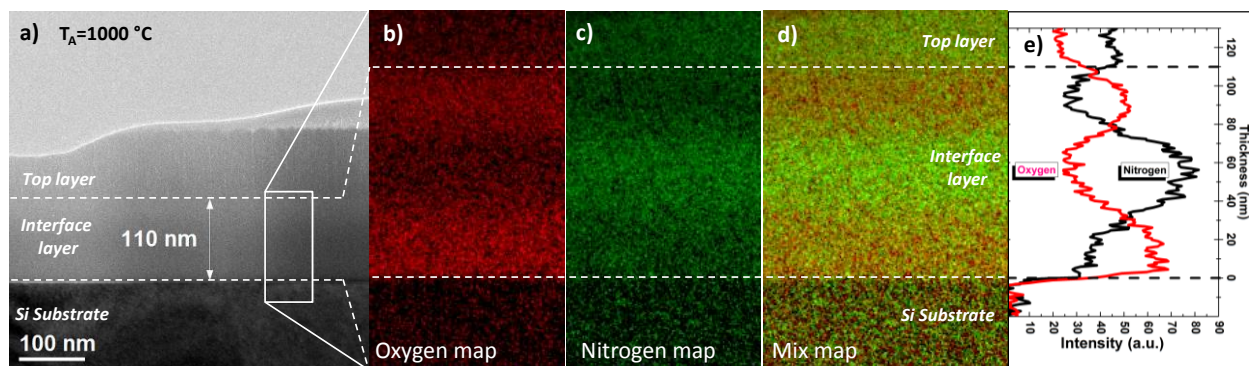 a) T_A=1000 °C
Top layer
Interface
layer
110 nm
Si Substrate
100 nm
b)
Oxygen map
c)
Nitrogen map
d)
Top layer
Interface
layer
Si Substrate
Mix map
e)
Oxygen
Nitrogen
120
100
80
60
40
20
0
Thickness (nm)
10 20 30 40 50 60 70 80 90
Intensity (a.u.)